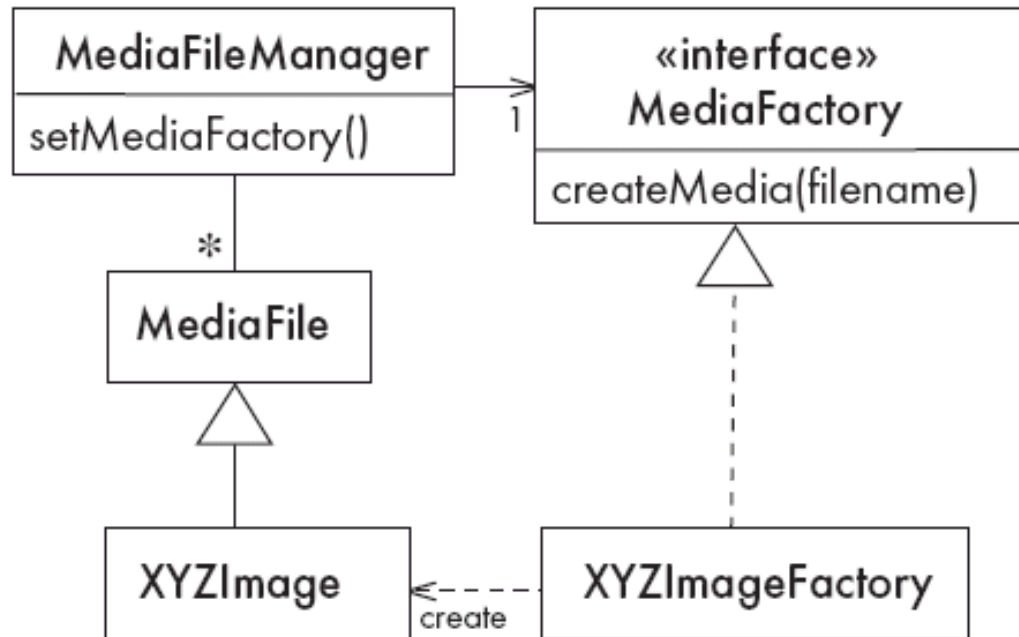 MediaFileManager
setMediaFactory()
«interface»
MediaFactory
createMedia(filename)
1
*
MediaFile
XYZImage
create
XYZImageFactory